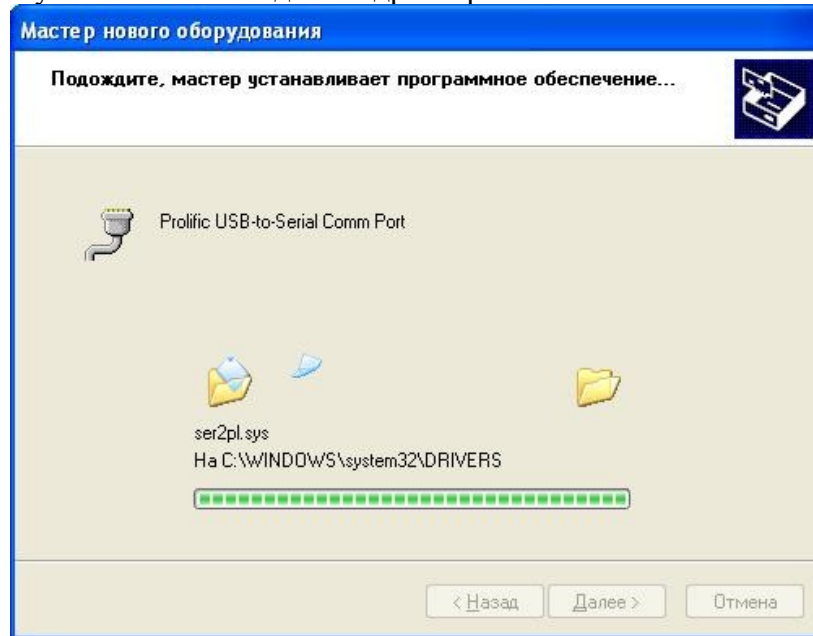 Мастер нового оборудования
Подождите, мастер устанавливает программное обеспечение...
Prolific USB-to-Serial Comm Port
ser2pl.sys
На C:\WINDOWS\system32\DRIVERS
< Назад Далее > Отмена